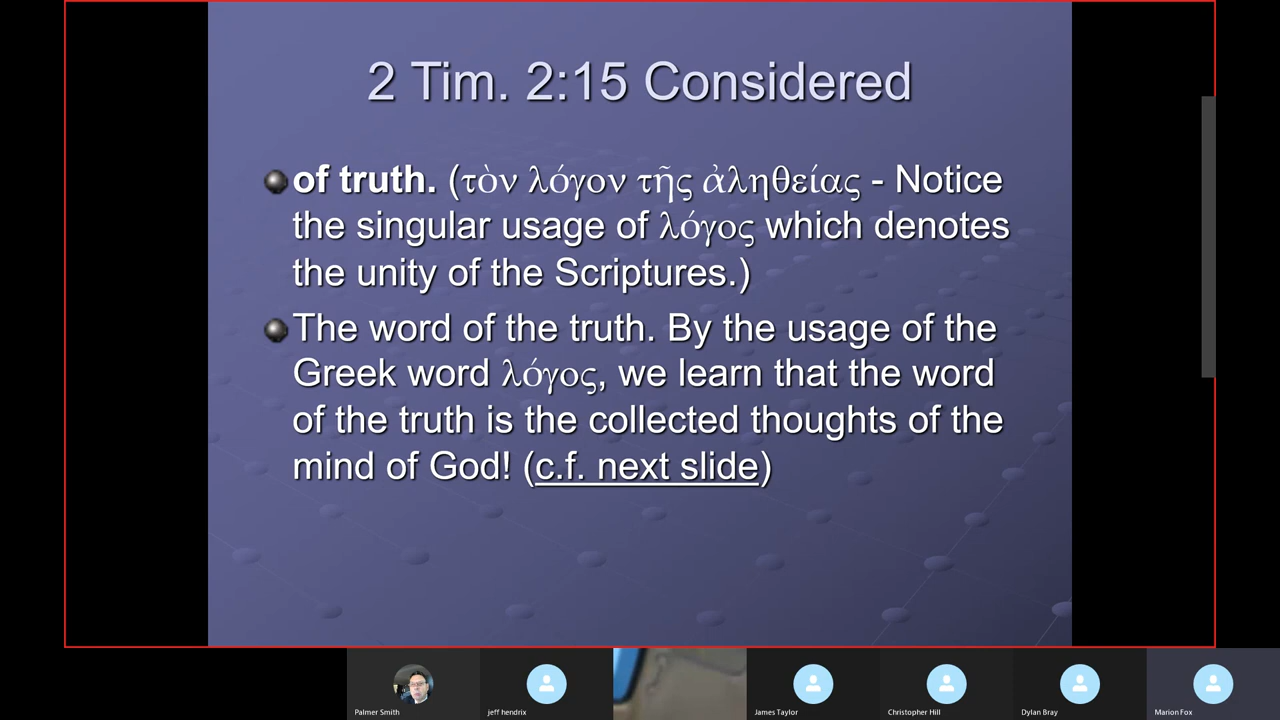 2 Tim. 2:15 Considered
of truth. (τὸν λόγον τῆς ἀληθείας - Notice
the singular usage of λόγος which denotes
the unity of the Scriptures.)
The word of the truth. By the usage of the
Greek word λόγος, we learn that the word
of the truth is the collected thoughts of the
mind of God! (c.f. next slide)
Palmer Smith
jeff hendrix
James Taylor
Christopher Hill
Dylan Bray
Marion Fox